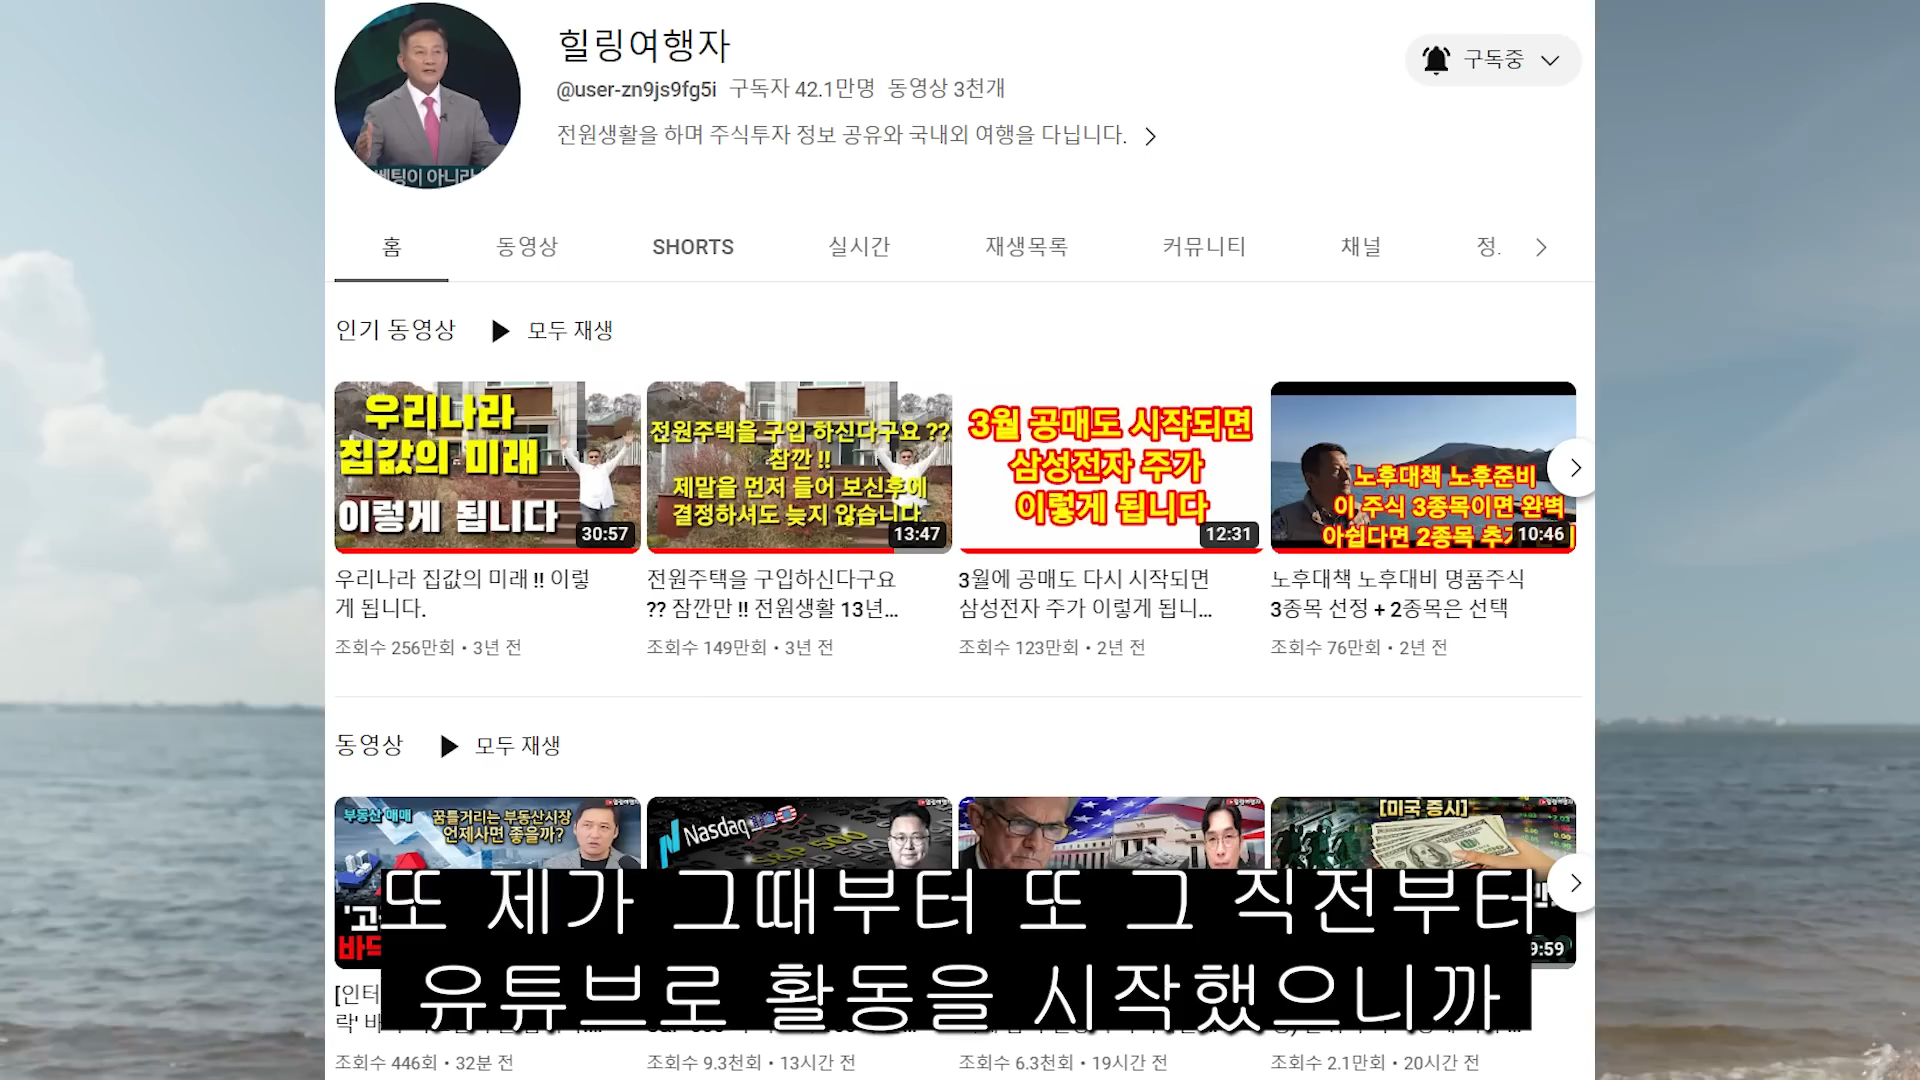 베팅이 아니라
힐링여행자
@user-zn9js9fg5i 구독자 42.1만명 동영상 3천개
전원생활을 하며 주식투자 정보 공유와 국내외 여행을 다닙니다.
구독중
홈 동영상 SHORTS 실시간 재생목록 커뮤니티 채널 정.
인기 동영상 모두 재생
우리나라
집값의 미래
이렇게 됩니다
30:57
전원주택을 구입 하신다구요 ??
잠깐 !!
제말을 먼저 들어 보신후에
결정하셔도 늦지 않습니다.
13:47
3월 공매도 시작되면
삼성전자 주가
이렇게 됩니다
12:31
노후대책 노후준비
이 주식 3종목이면 완벽
아쉽다면 2종목
10:46
우리나라 집값의 미래 !! 이렇
게 됩니다.
조회수 256만회 • 3년 전
전원주택을 구입하신다구요
?? 잠깐만 !! 전원생활 13년...
조회수 149만회 • 3년 전
3월에 공매도 다시 시작되면
삼성전자 주가 이렇게 됩니...
조회수 123만회 • 2년 전
노후대책 노후대비 명품주식
3종목 선정 + 2종목은 선택
조회수 76만회 • 2년 전
동영상 모두 재생
부동산 매매
꿈틀거리는 부동산시장
언제사면 좋을까?
Nasdaq
S&P 500
[미국 증시]
9:59
또 제가 그때부터 또 그 직전부터
유튜브로 활동을 시작했으니까
조회수 446회 • 32분 전
조회수 9.3천회 • 13시간 전
조회수 6.3천회 • 19시간 전
조회수 2.1만회 • 20시간 전